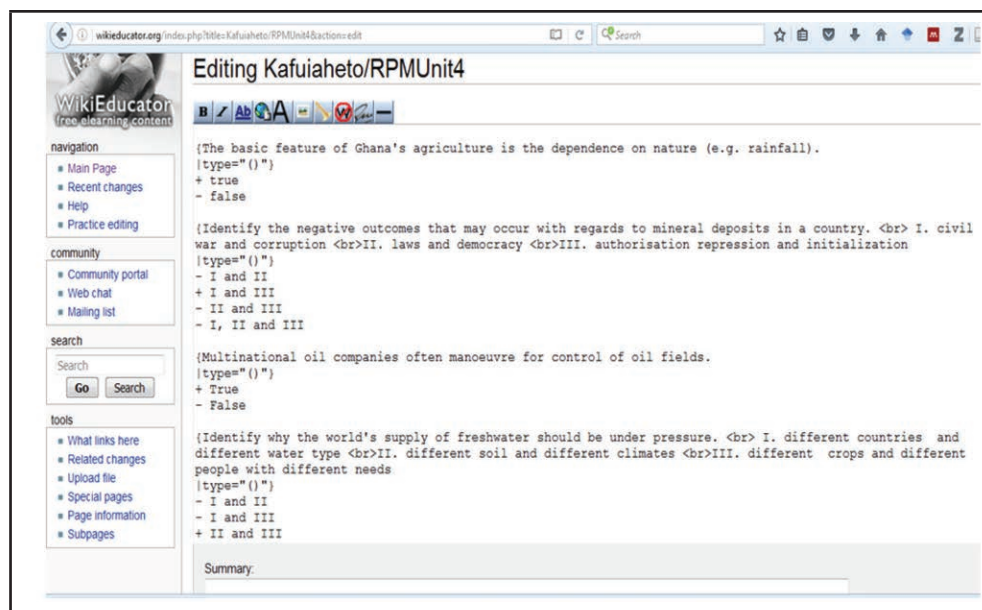 wikieducator.org/index.php?title=Kafuiaheto/RPMUnit4&action=edit
Search
WikiEducator
free elearning content
navigation
Main Page
Recent changes
Help
Practice editing
community
Community portal
Web chat
Mailing list
search
Search
Go Search
tools
What links here
Related changes
Upload file
Special pages
Page information
Subpages
Editing Kafuiaheto/RPMUnit4
B I Ab A W
{The basic feature of Ghana's agriculture is the dependence on nature (e.g. rainfall).
|type="()"}
+ true
- false
{Identify the negative outcomes that may occur with regards to mineral deposits in a country. <br> I. civil
war and corruption <br>II. laws and democracy <br>III. authorisation repression and initialization
|type="()"}
- I and II
+ I and III
- II and III
- I, II and III
{Multinational oil companies often manoeuvre for control of oil fields.
|type="()"}
+ True
- False
{Identify why the world's supply of freshwater should be under pressure. <br> I. different countries  and
different water type <br>II. different soil and different climates <br>III. different  crops and different
people with different needs
|type="()"}
- I and II
- I and III
+ II and III
Summary: